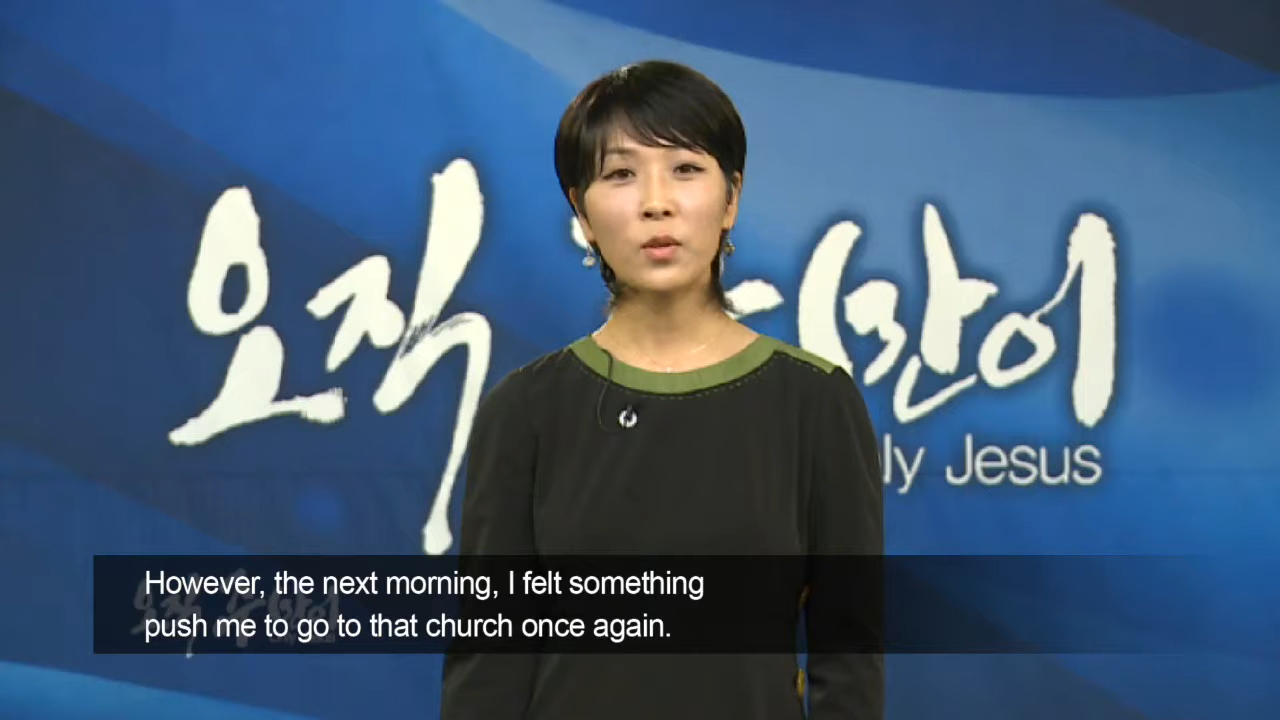 오직
만이
ly Jesus
However, the next morning, I felt something
push me to go to that church once again.